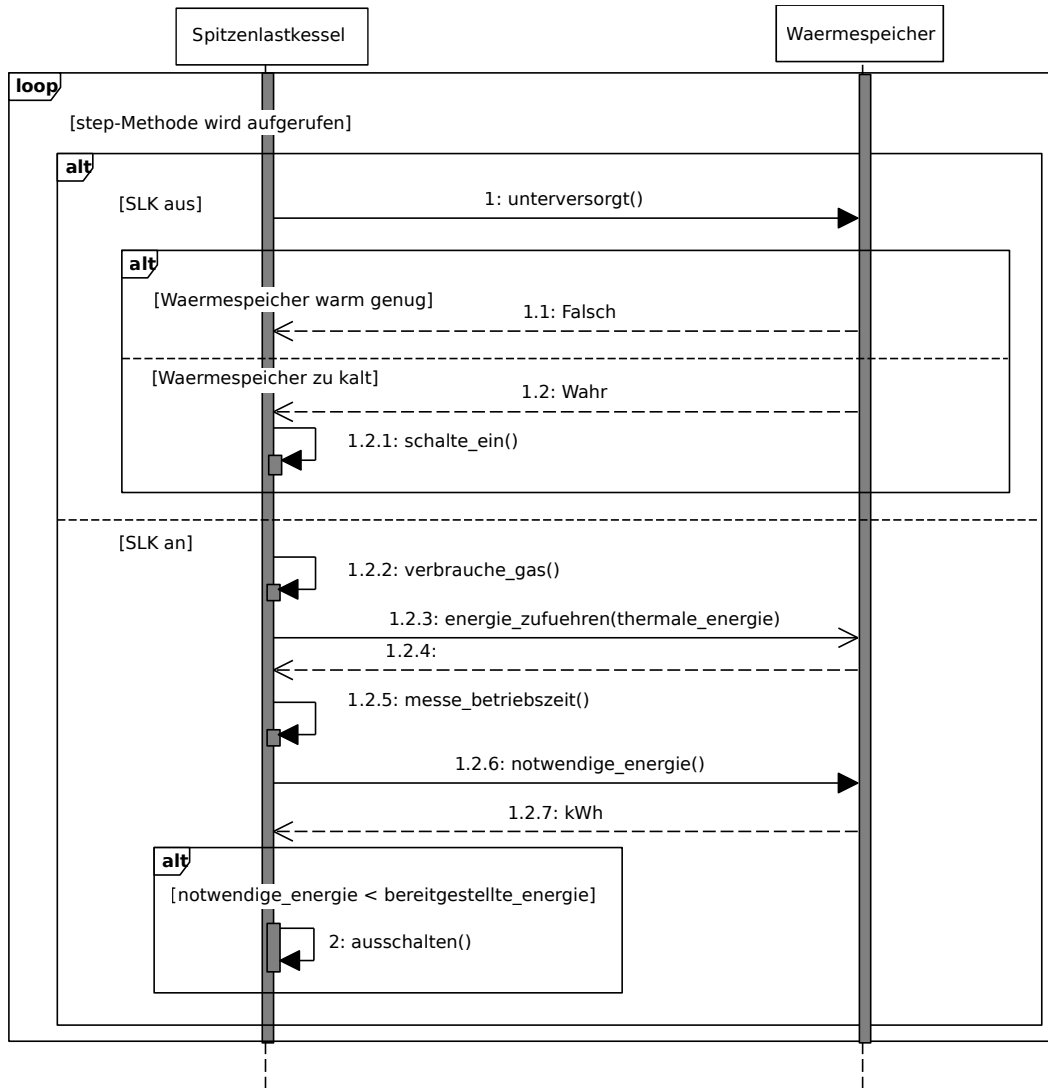 Spitzenlastkessel
Waermespeicher
loop
[step-Methode wird aufgerufen]
alt
[SLK aus]
1: unterversorgt()
alt
[Waermespeicher warm genug]
1.1: Falsch
[Waermespeicher zu kalt]
1.2: Wahr
1.2.1: schalte_ein()
[SLK an]
1.2.2: verbrauche_gas()
1.2.3: energie_zufuehren(thermale_energie)
1.2.4:
1.2.5: messe_betriebszeit()
1.2.6: notwendige_energie()
1.2.7: kWh
alt
[notwendige_energie < bereitgestellte_energie]
2: ausschalten()